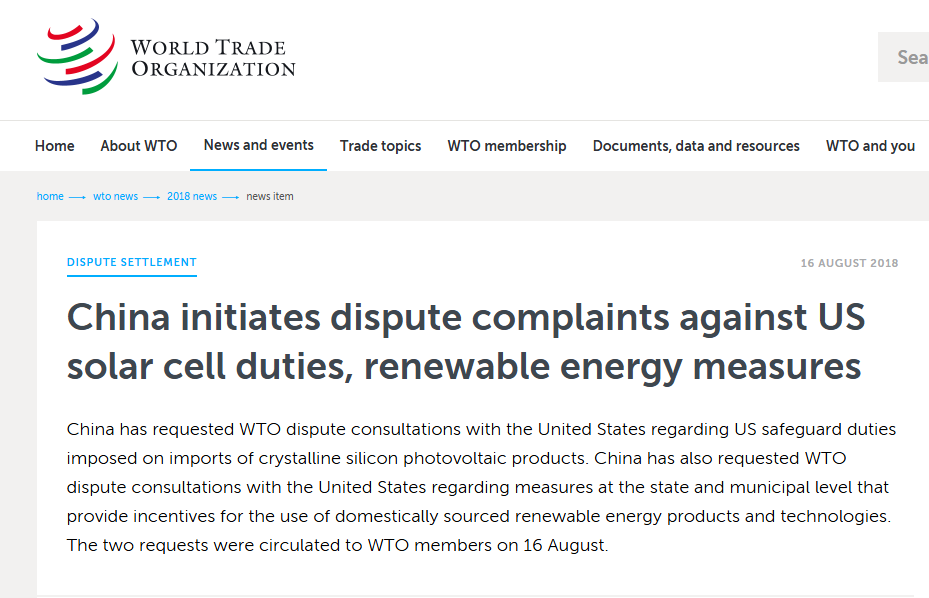 WORLD TRADE
ORGANIZATION
Sea
Home About WTO News and events Trade topics WTO membership Documents, data and resources WTO and you
home → wto news → 2018 news → news item
DISPUTE SETTLEMENT
16 AUGUST 2018
China initiates dispute complaints against US
solar cell duties, renewable energy measures
China has requested WTO dispute consultations with the United States regarding US safeguard duties
imposed on imports of crystalline silicon photovoltaic products. China has also requested WTO
dispute consultations with the United States regarding measures at the state and municipal level that
provide incentives for the use of domestically sourced renewable energy products and technologies.
The two requests were circulated to WTO members on 16 August.